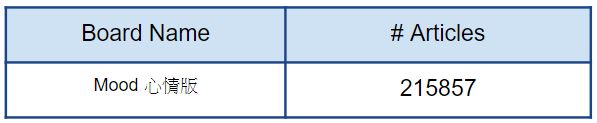 Board Name # Articles
Mood 心情版 215857